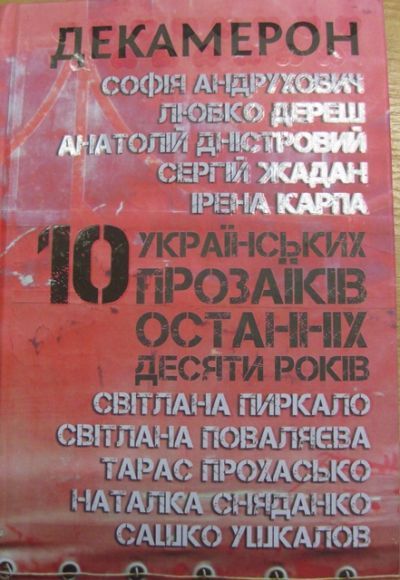 ДЕКАМЕРОН
СОФІЯ АНДРУХОВИЧ
ЛЮБКО ДЕРЕШ
АНАТОЛІЙ ДНІСТРОВИЙ
СЕРГІЙ ЖАДАН
ІРЕНА КАРПА
10 УКРАЇНСЬКИХ
ПРОЗАЇКІВ
ОСТАННІХ
ДЕСЯТИ РОКІВ
СВІТЛАНА ПИРКАЛО
СВІТЛАНА ПОВАЛЯЄВА
ТАРАС ПРОХАСЬКО
НАТАЛКА СНЯДАНКО
САШКО УШКАЛОВ